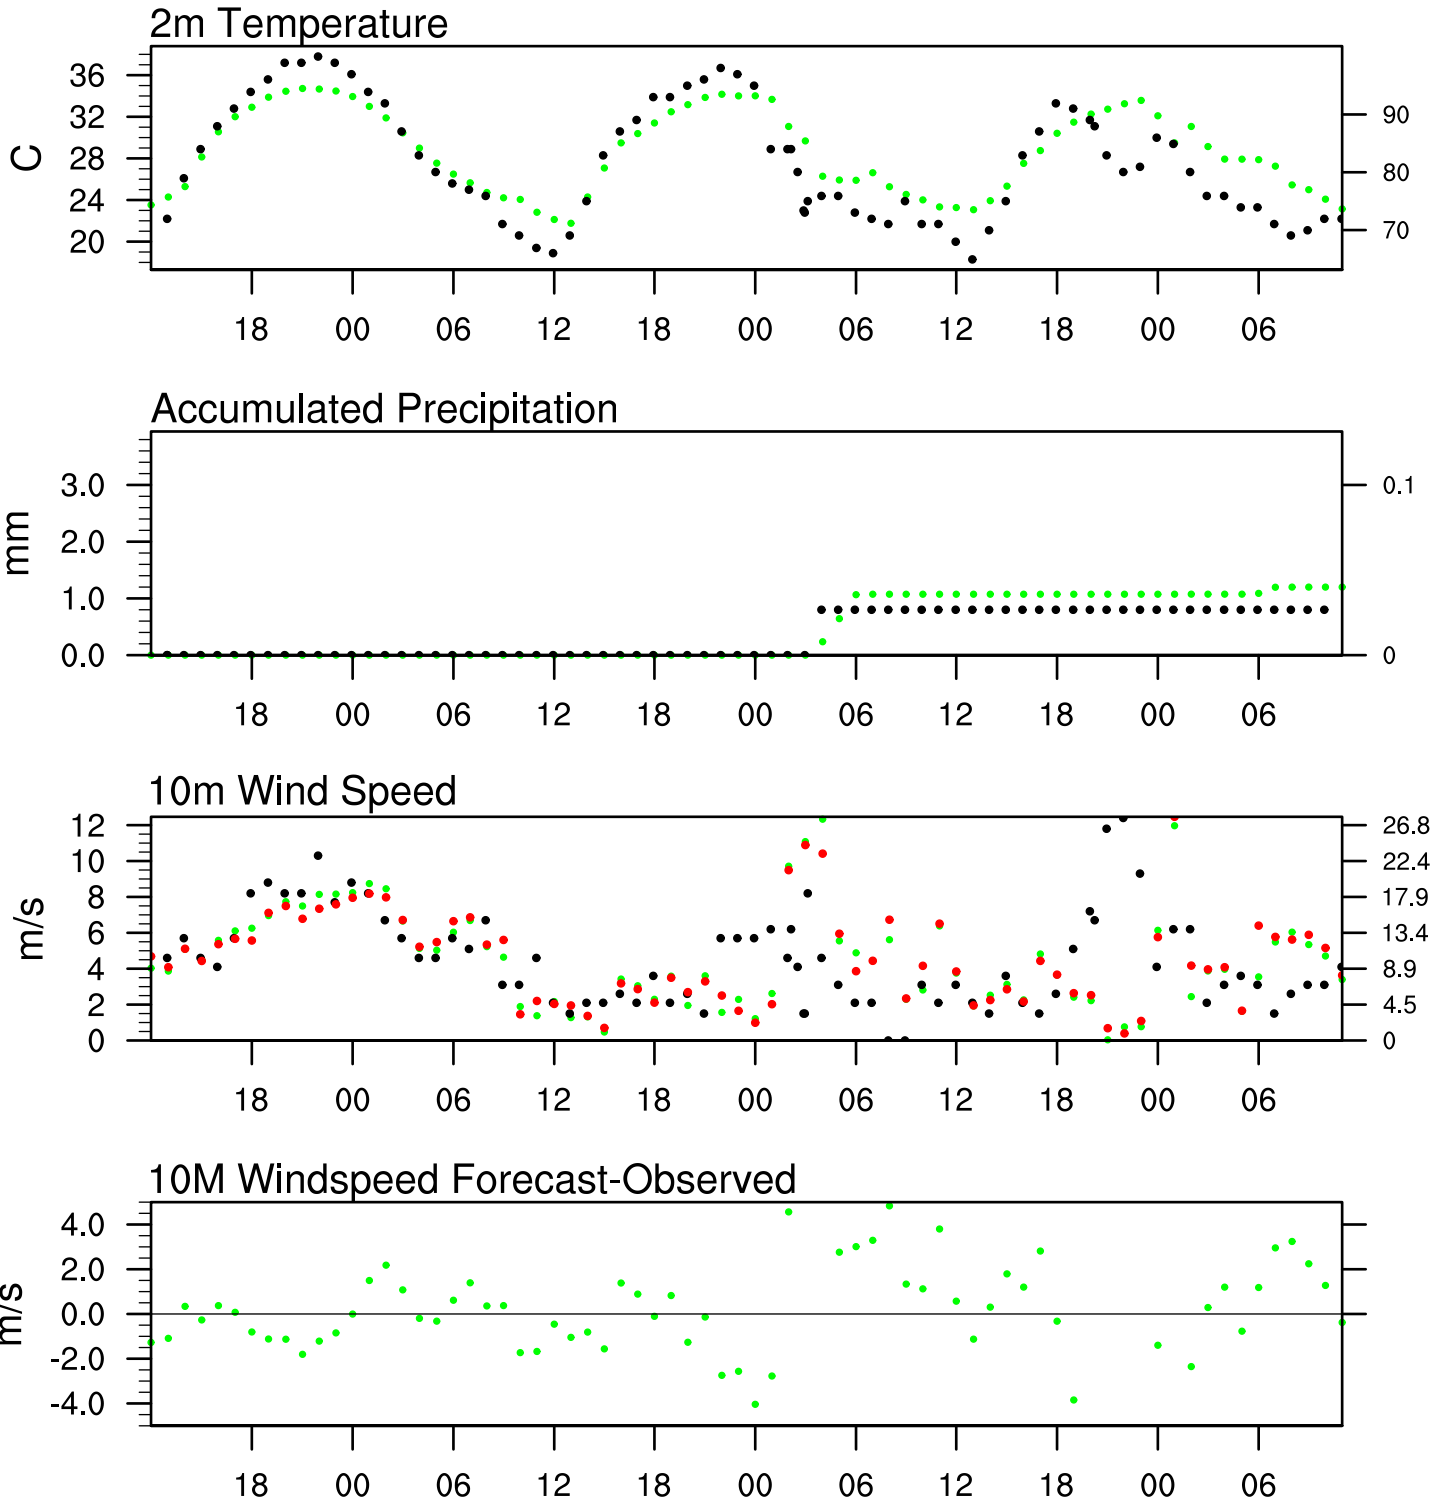 2m Temperature
C
36
32
28
24
20
90
80
70
18 00 06 12 18 00 06 12 18 00 06
Accumulated Precipitation
mm
3.0
2.0
1.0
0.0
0.1
0
18 00 06 12 18 00 06 12 18 00 06
10m Wind Speed
m/s
12
10
8
6
4
2
0
26.8
22.4
17.9
13.4
8.9
4.5
0
18 00 06 12 18 00 06 12 18 00 06
10M Windspeed Forecast-Observed
m/s
4.0
2.0
0.0
-2.0
-4.0
18 00 06 12 18 00 06 12 18 00 06